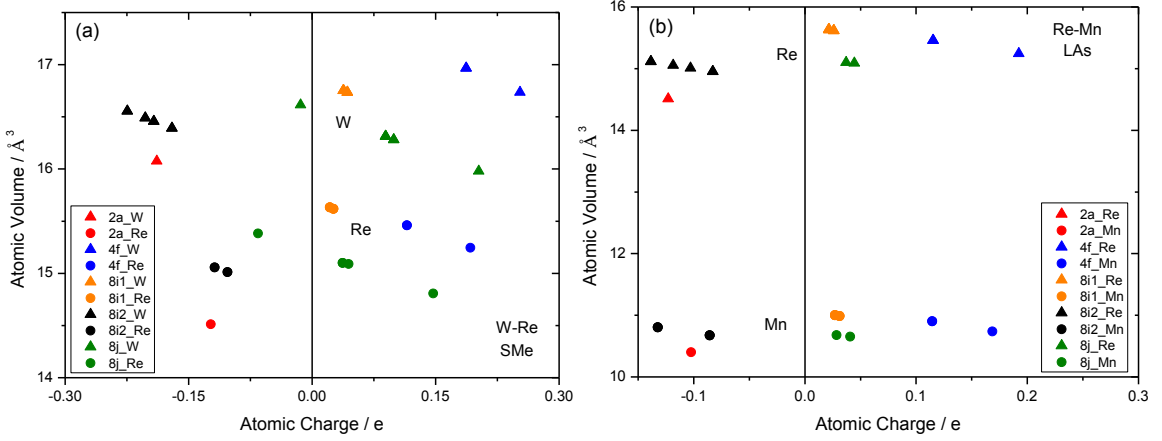 (a)
17
16
15
14
-0.30
-0.15
0.00
0.15
0.30
Atomic Volume / Å³
Atomic Charge / e
W
Re
W-Re
SMe
2a_W
2a_Re
4f_W
4f_Re
8i1_W
8i1_Re
8i2_W
8i2_Re
8j_W
8j_Re
(b)
16
14
12
10
-0.1
0.0
0.1
0.2
0.3
Atomic Volume / Å³
Atomic Charge / e
Re
Mn
Re-Mn
LAs
2a_Re
2a_Mn
4f_Re
4f_Mn
8i1_Re
8i1_Mn
8i2_Re
8i2_Mn
8j_Re
8j_Mn